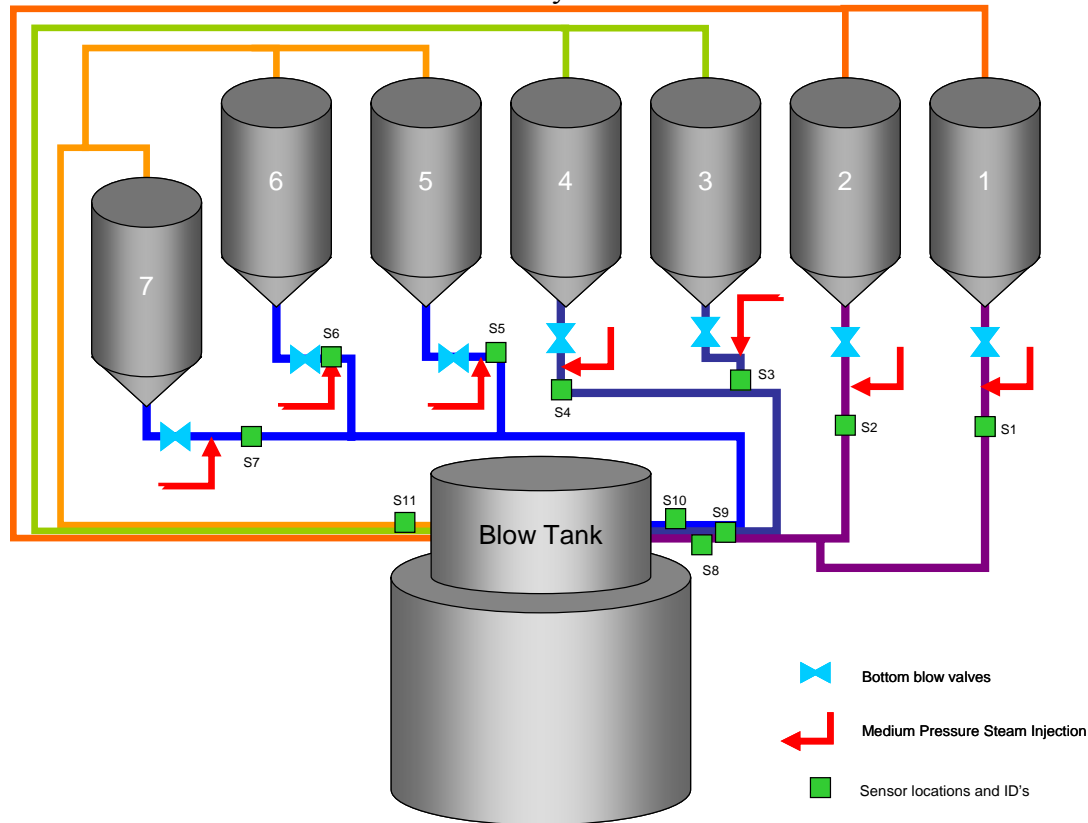 6
5
4
3
2
1
7
S6
S5
S3
S4
S2
S1
S7
S11
S10
S9
Blow Tank
S8
Bottom blow valves
Medium Pressure Steam Injection
Sensor locations and ID's